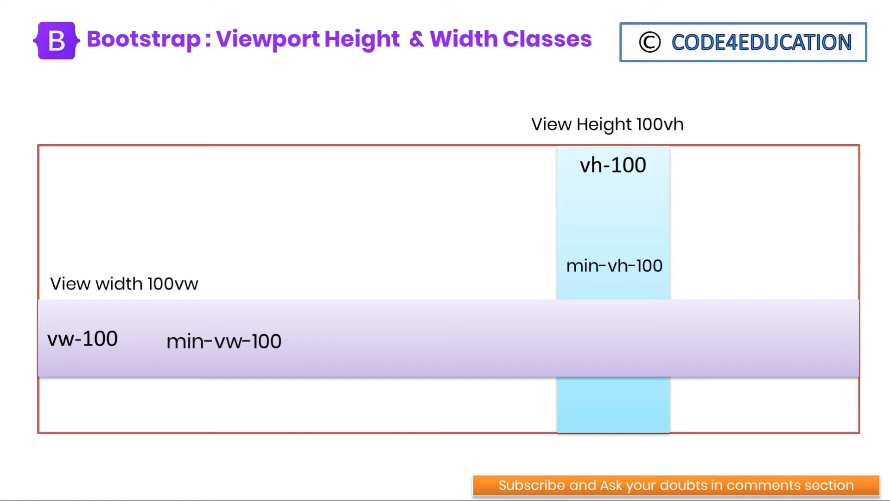 B Bootstrap : Viewport Height & Width Classes
© CODE4EDUCATION
View Height 100vh
vh-100
min-vh-100
View width 100vw
vw-100 min-vw-100
Subscribe and Ask your doubts in comments section